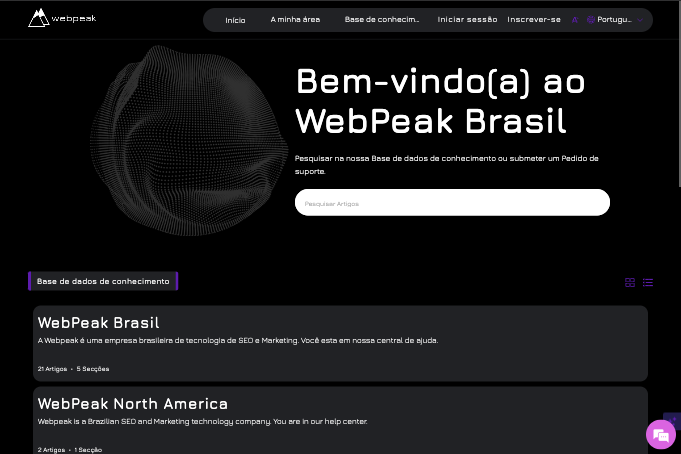 webpeak
Início
A minha área
Base de conhecim...
Iniciar sessão
Inscrever-se
Portugu...
Bem-vindo(a) ao
WebPeak Brasil
Pesquisar na nossa Base de dados de conhecimento ou submeter um Pedido de
suporte.
Pesquisar Artigos
Base de dados de conhecimento
WebPeak Brasil
A Webpeak é uma empresa brasileira de tecnologia de SEO e Marketing. Você esta em nossa central de ajuda.
21 Artigos • 5 Secções
WebPeak North America
Webpeak is a Brazilian SEO and Marketing technology company. You are in our help center.
2 Artigos • 1 Secção